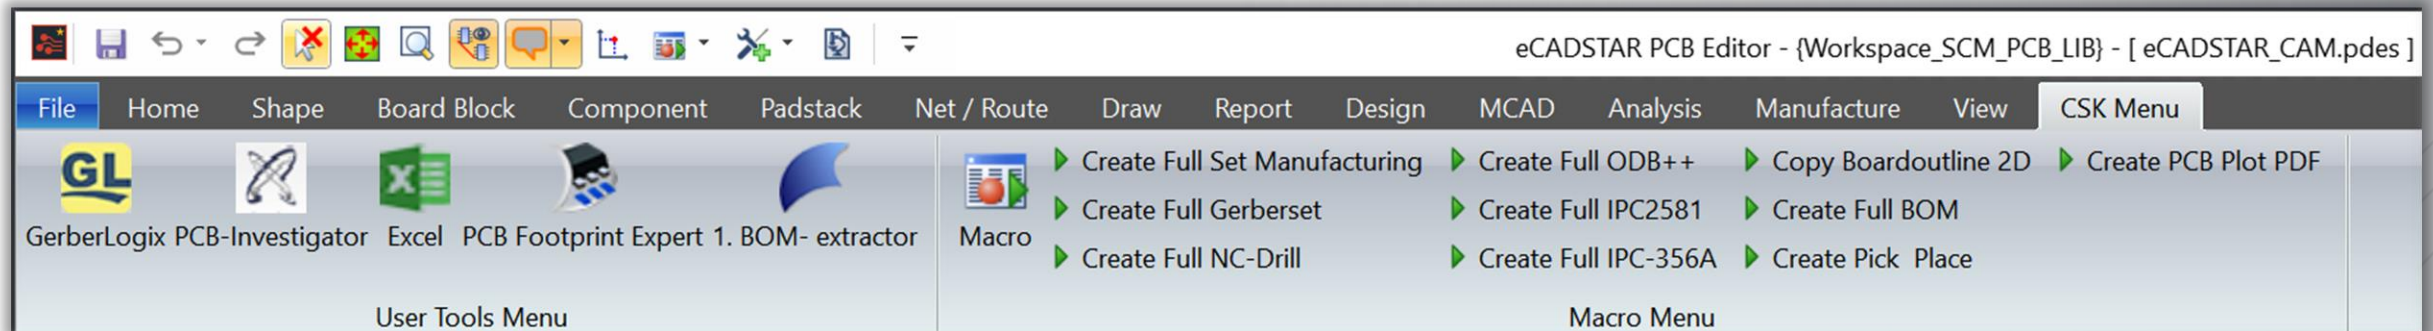 eCADSTAR PCB Editor - {Workspace_SCM_PCB_LIB} - [ eCADSTAR_CAM.pdes ]
File Home Shape Board Block Component Padstack Net / Route Draw Report Design MCAD Analysis Manufacture View CSK Menu
GL
Create Full Set Manufacturing Create Full ODB++ Copy Boardoutline 2D Create PCB Plot PDF
Create Full Gerberset Create Full IPC2581 Create Full BOM
GerberLogix PCB-Investigator Excel PCB Footprint Expert 1. BOM- extractor Macro
Create Full NC-Drill Create Full IPC-356A Create Pick Place
User Tools Menu Macro Menu